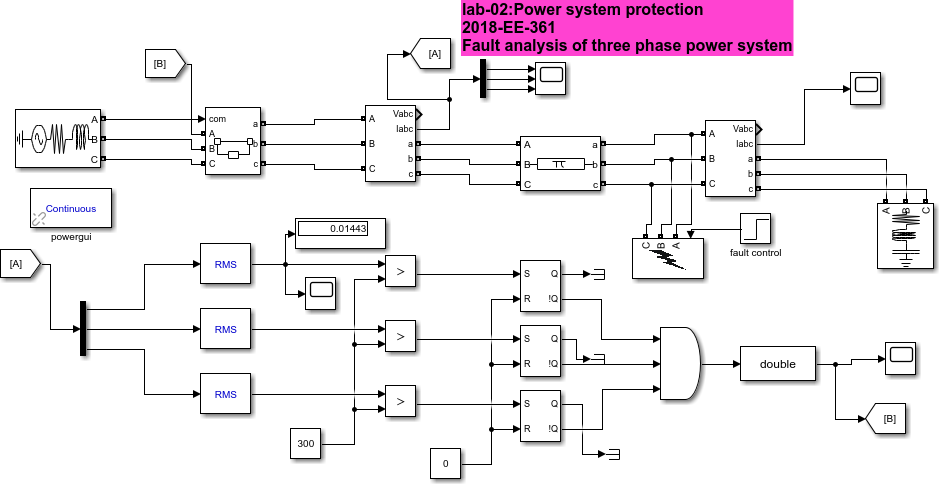 lab-02:Power system protection
2018-EE-361
Fault analysis of three phase power system
[B]
[A]
A
B
C
com
A
B
C
a
b
c
A
B
C
Vabc
Iabc
a
b
c
A
B
C
a
b
c
A
B
C
Vabc
Iabc
a
b
c
C
B
A
A
B
C
Continuous
powergui
fault control
[A]
0.01443
RMS
RMS
RMS
>
>
>
300
0
S
R
Q
!Q
S
R
Q
!Q
S
R
Q
!Q
double
[B]